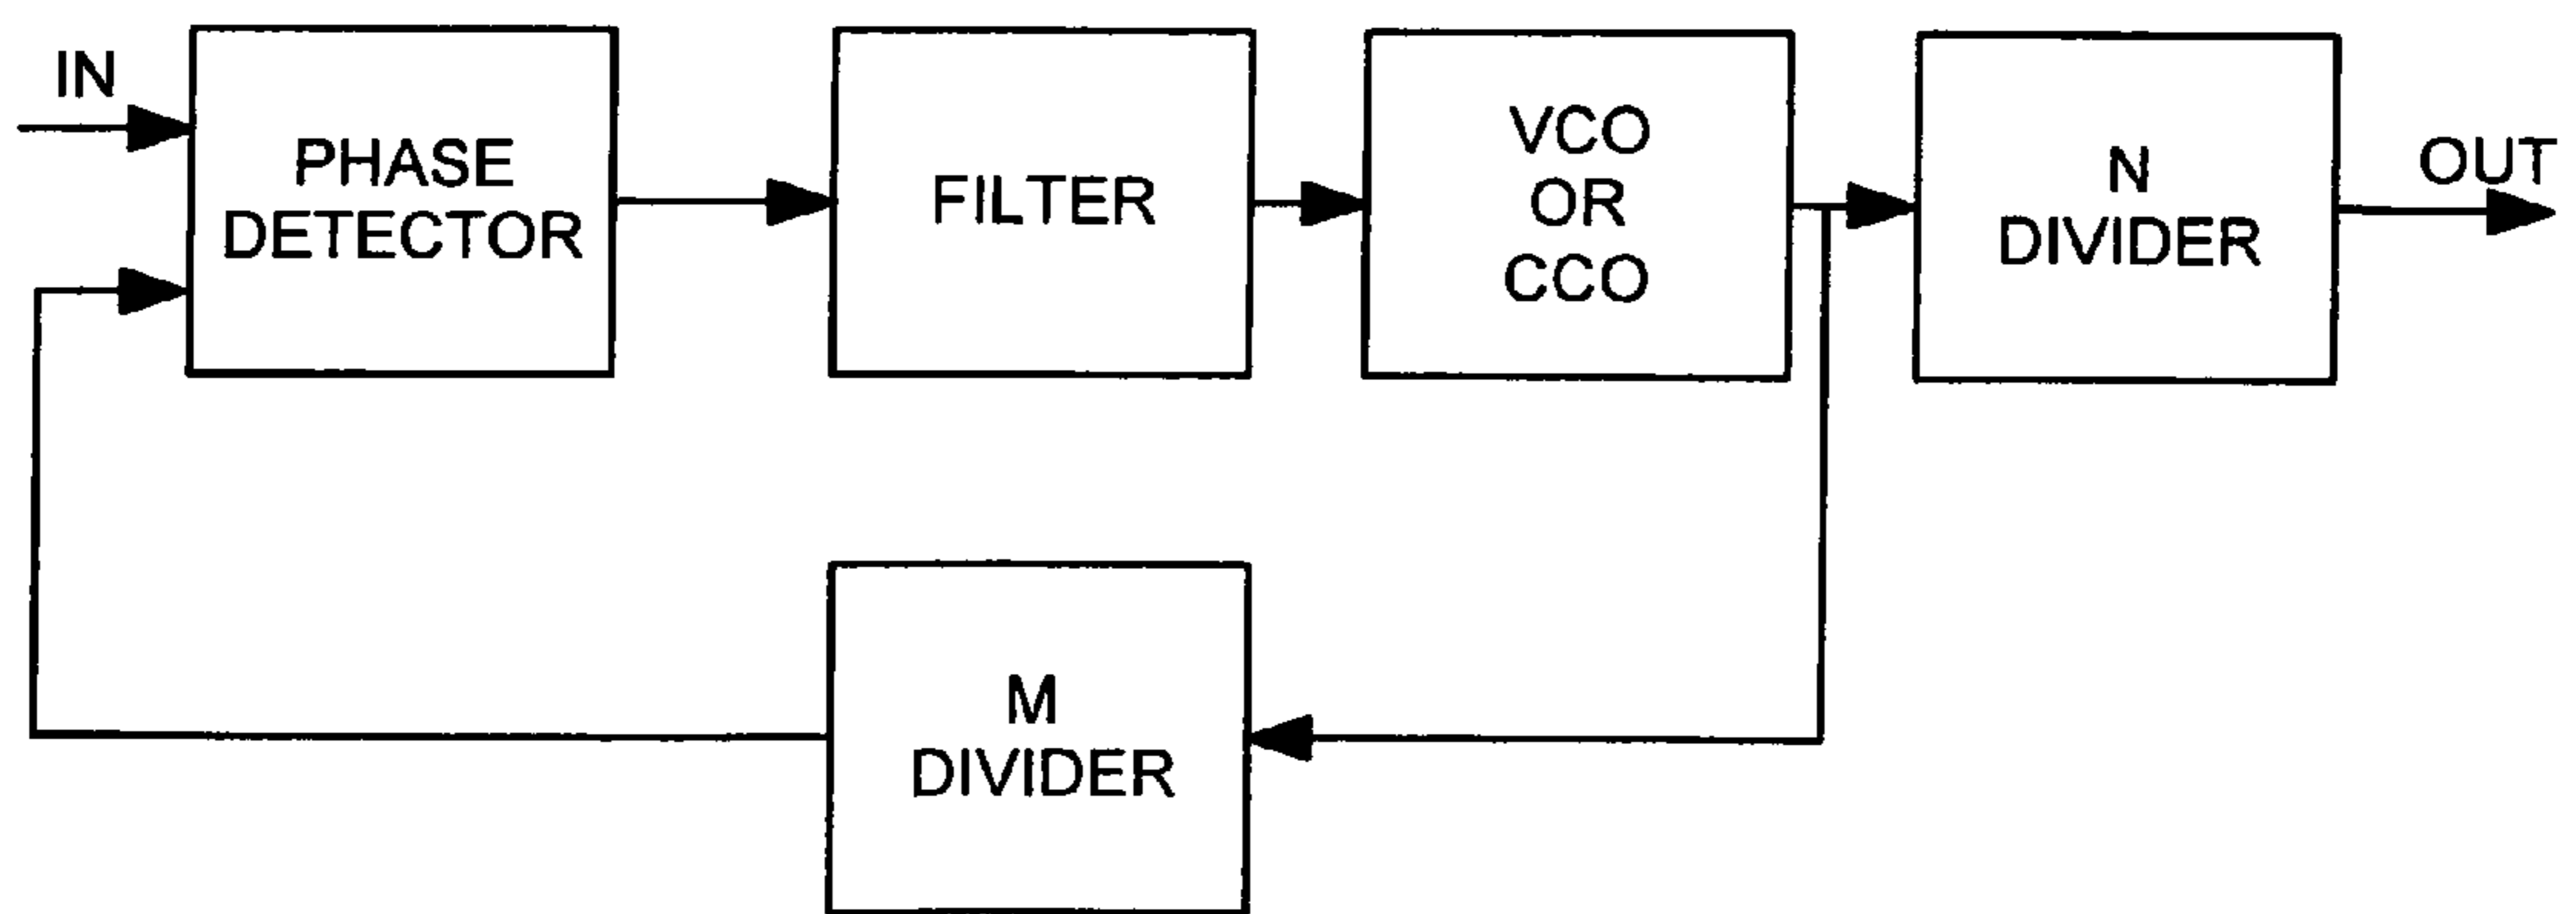 IN
PHASE
DETECTOR
FILTER
VCO
OR
CCO
N
DIVIDER
OUT
M
DIVIDER